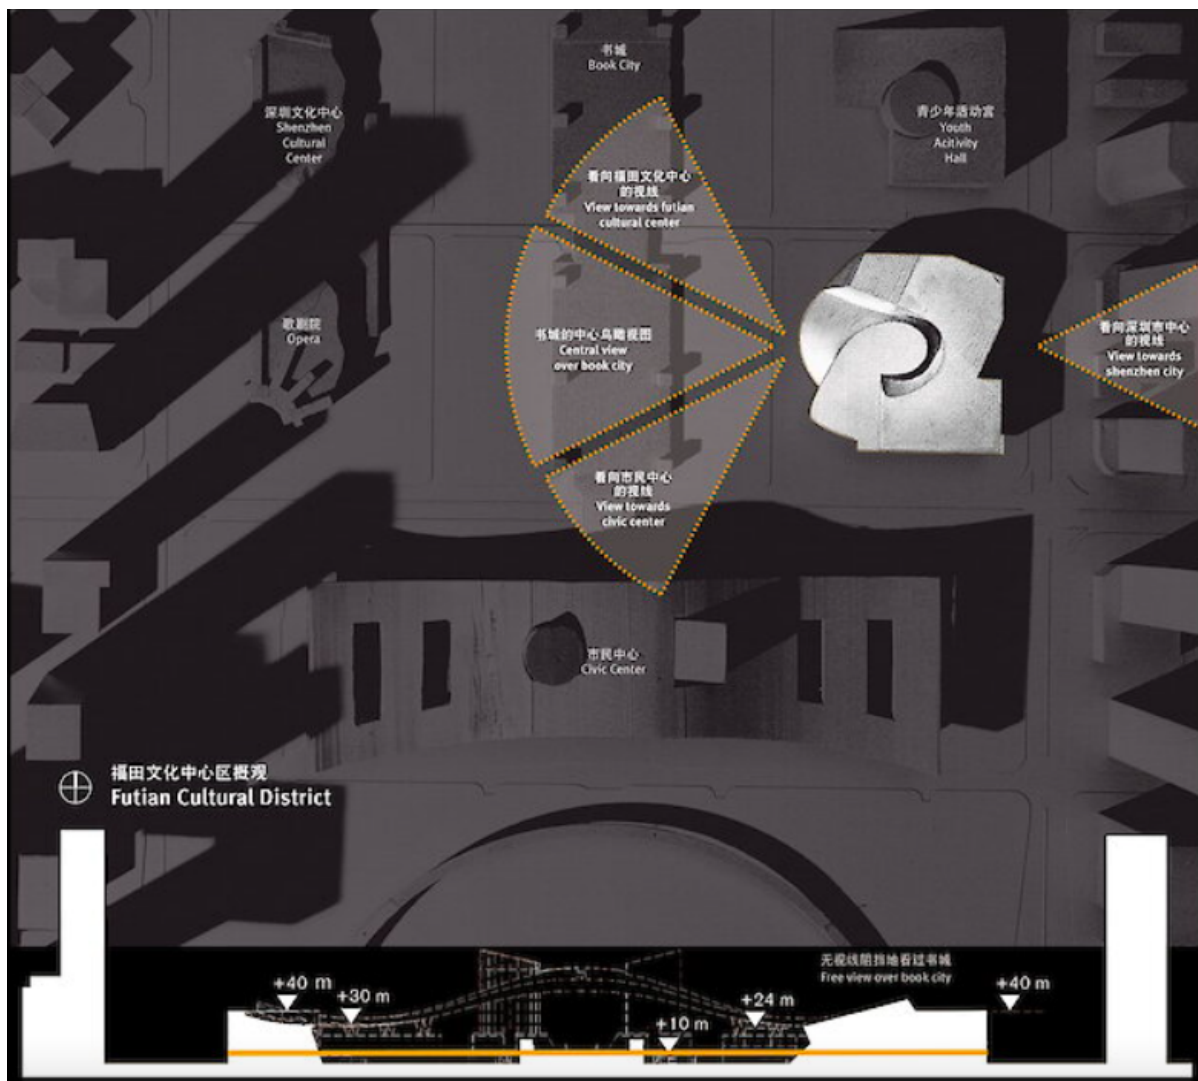 书城
Book City
深圳文化中心
Shenzhen
Cultural
Center
青少年活动宫
Youth
Acitivity
Hall
看向福田文化中心
的视线
View towards futian
cultural center
歌剧院
Opera
书城的中心鸟瞰视图
Central view
over book city
看向深圳市中心
的视线
View towards
shenzhen city
看向市民中心
的视线
View towards
civic center
市民中心
Civic Center
福田文化中心区概观
Futian Cultural District
无视线阻挡地看过书城
Free view over book city
+40 m
+30 m
+24 m
+40 m
+10 m